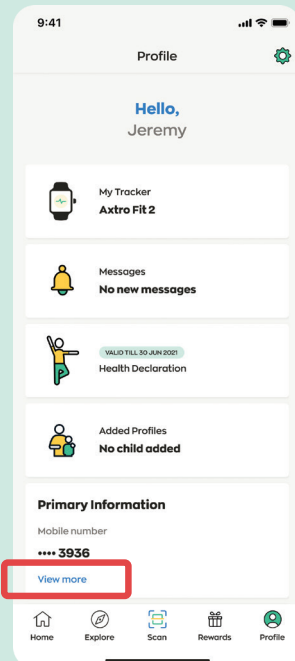 9:41
Profile
Hello,
Jeremy
My Tracker
Axtro Fit 2
Messages
No new messages
VALID TILL 30 JUN 2021
Health Declaration
Added Profiles
No child added
Primary Information
Mobile number
•••• 3936
View more
Home Explore Scan Rewards Profile